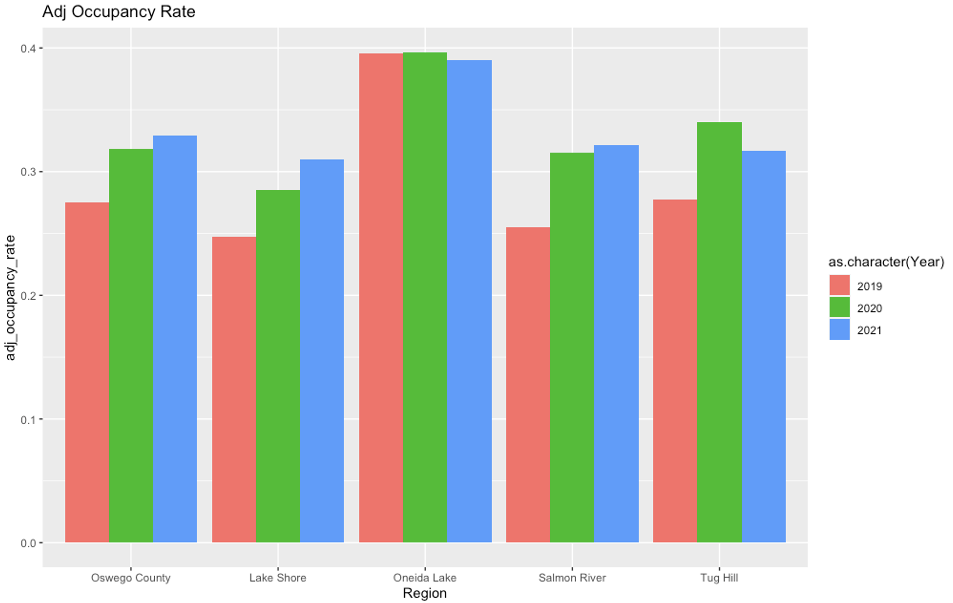 Adj Occupancy Rate
adj_occupancy_rate
0.4
0.3
0.2
0.1
0.0
Oswego County
Lake Shore
Oneida Lake
Salmon River
Tug Hill
Region
as.character(Year)
2019
2020
2021